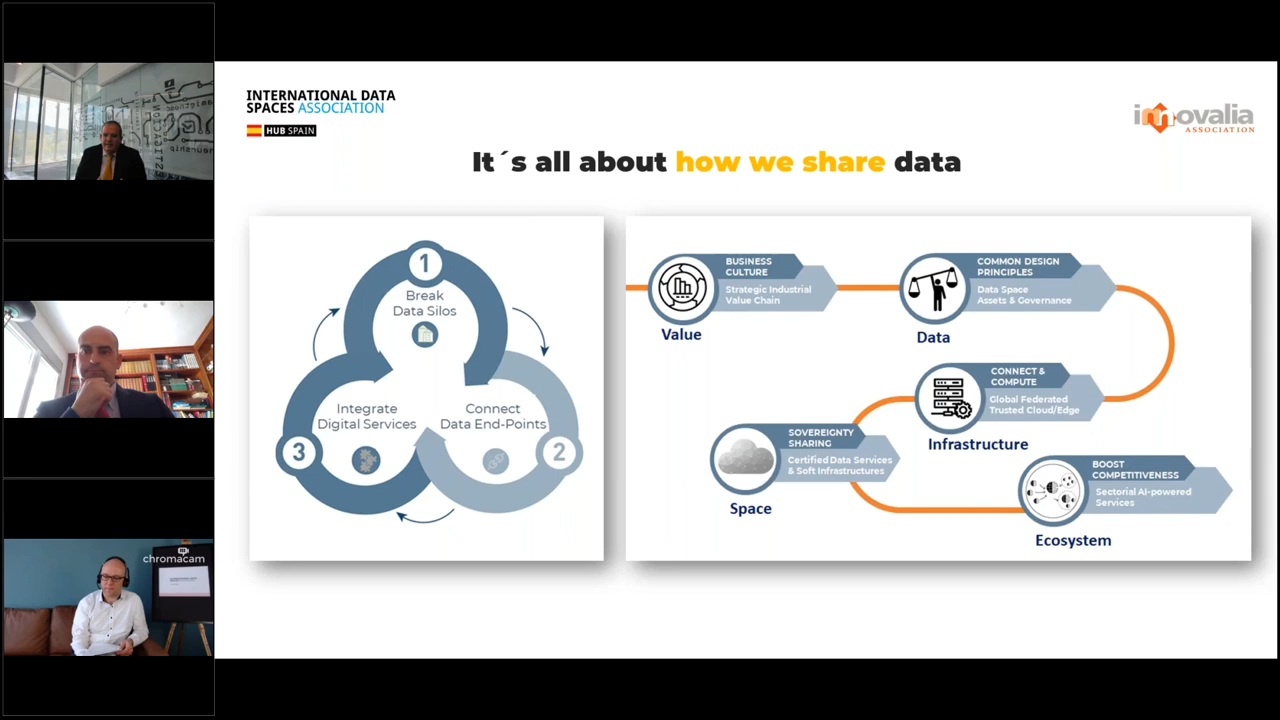 INTERNATIONAL DATA
SPACES ASSOCIATION
HUB SPAIN
innovalia
ASSOCIATION
It´s all about how we share data
1
Break
Data Silos
Integrate
Digital Services
3
Connect
Data End-Points
2
BUSINESS
CULTURE
Strategic Industrial
Value Chain
Value
COMMON DESIGN
PRINCIPLES
Data Space
Assets & Governance
Data
CONNECT &
COMPUTE
Global Federated
Trusted Cloud/Edge
Infrastructure
SOVEREIGNTY
SHARING
Certified Data Services
& Soft Infrastructures
Space
BOOST
COMPETITIVENESS
Sectorial AI-powered
Services
Ecosystem
chromacam